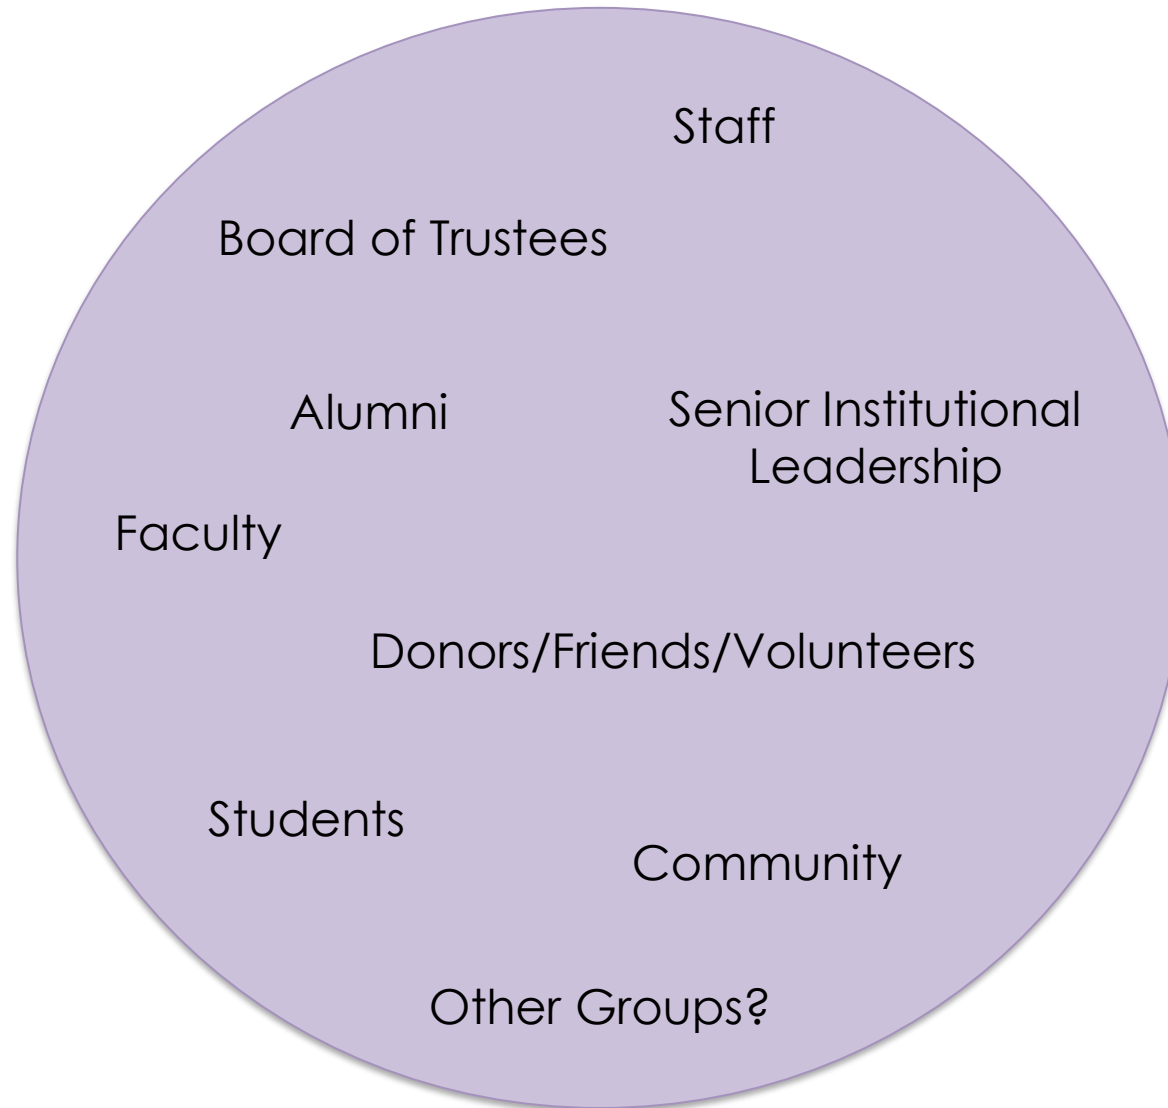 Staff
Board of Trustees
Alumni
Senior Institutional
Leadership
Faculty
Donors/Friends/Volunteers
Students
Community
Other Groups?